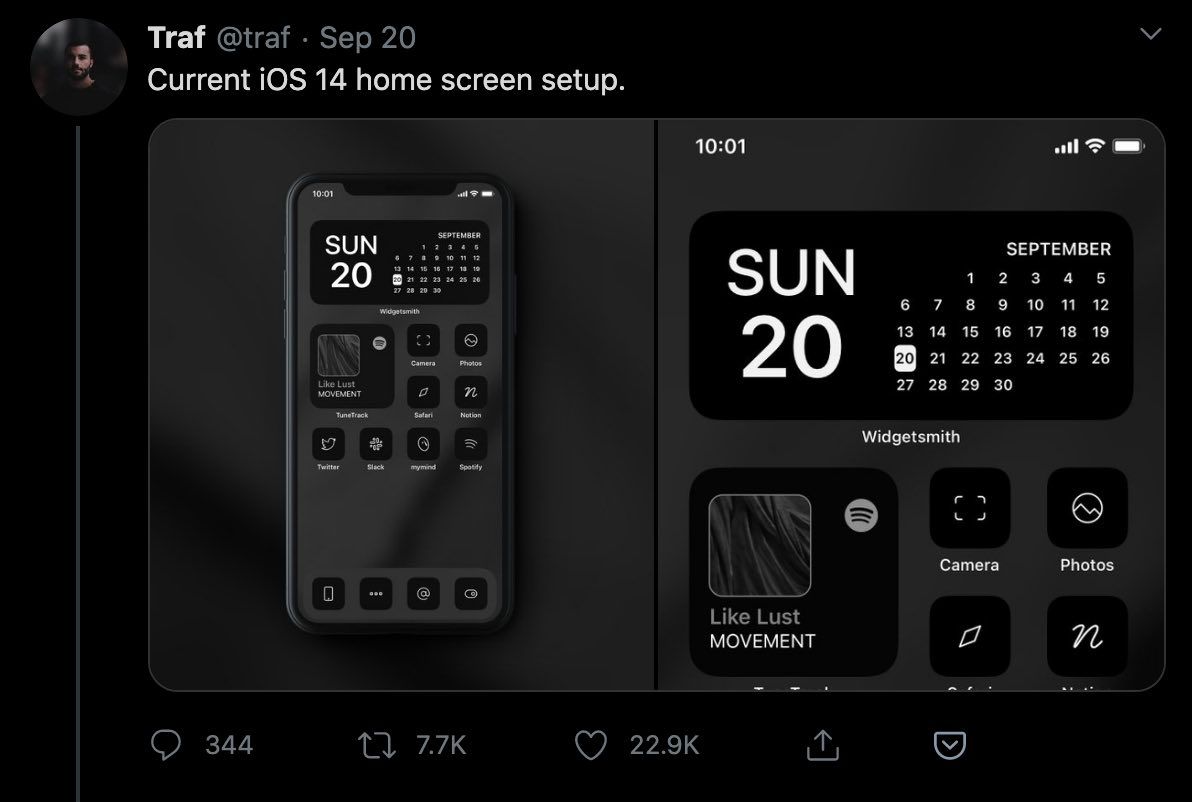 Traf @traf · Sep 20
Current iOS 14 home screen setup.
10:01
SUN
20
SEPTEMBER
1 2 3 4 5
6 7 8 9 10 11 12
13 14 15 16 17 18 19
20 21 22 23 24 25 26
27 28 29 30
Widgetsmith
Like Lust
MOVEMENT
TuneTrack
Camera
Photos
Safari
Notion
Twitter
Slack
mymind
Spotify
10:01
SUN
20
SEPTEMBER
1 2 3 4 5
6 7 8 9 10 11 12
13 14 15 16 17 18 19
20 21 22 23 24 25 26
27 28 29 30
Widgetsmith
Like Lust
MOVEMENT
Camera
Photos
344 7.7K 22.9K